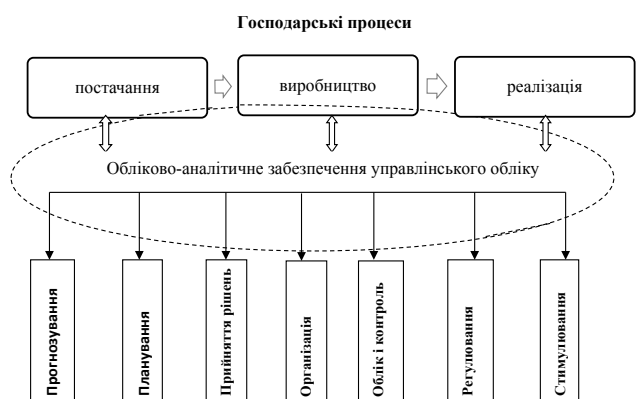 Господарські процеси
постачання
виробництво
реалізація
Обліково-аналітичне забезпечення управлінського обліку
Прогнозування
Планування
Прийняття рішень
Організація
Облік і контроль
Регулювання
Стимулювання